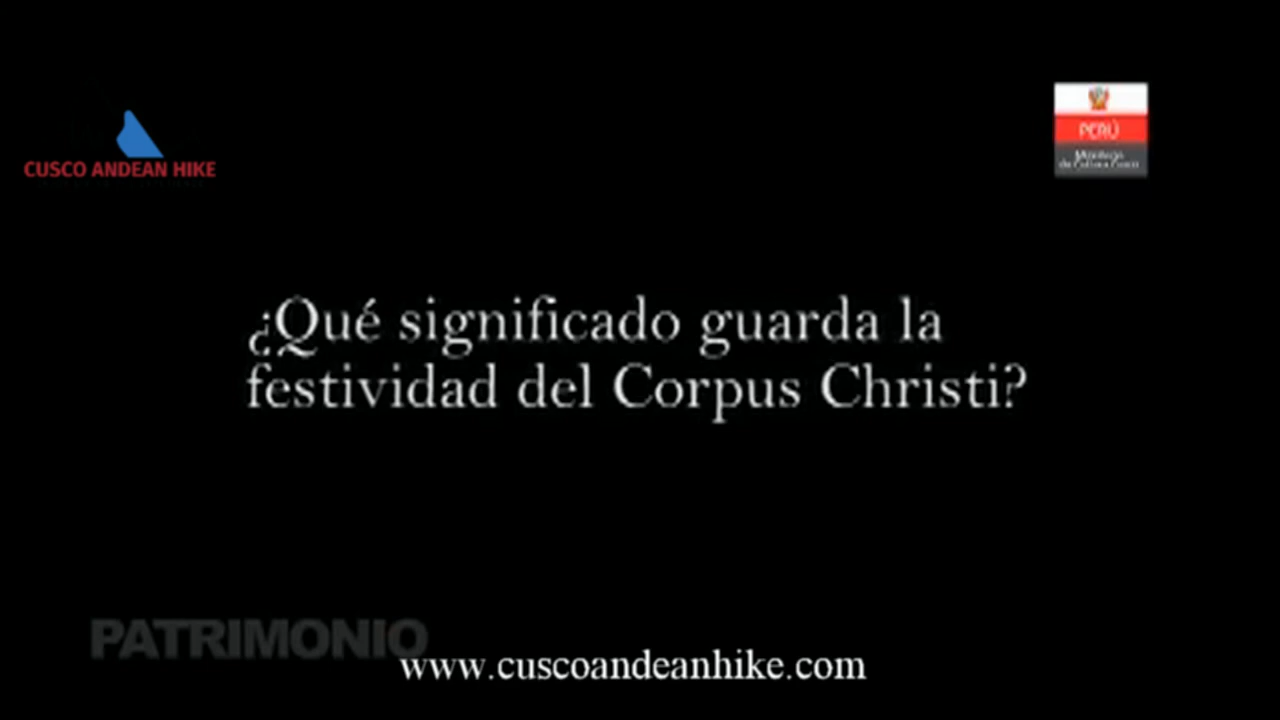 CUSCO ANDEAN HIKE
PERÚ
¿Qué significado guarda la
festividad del Corpus Christi?
PATRIMONIO
www.cuscoandeanhike.com